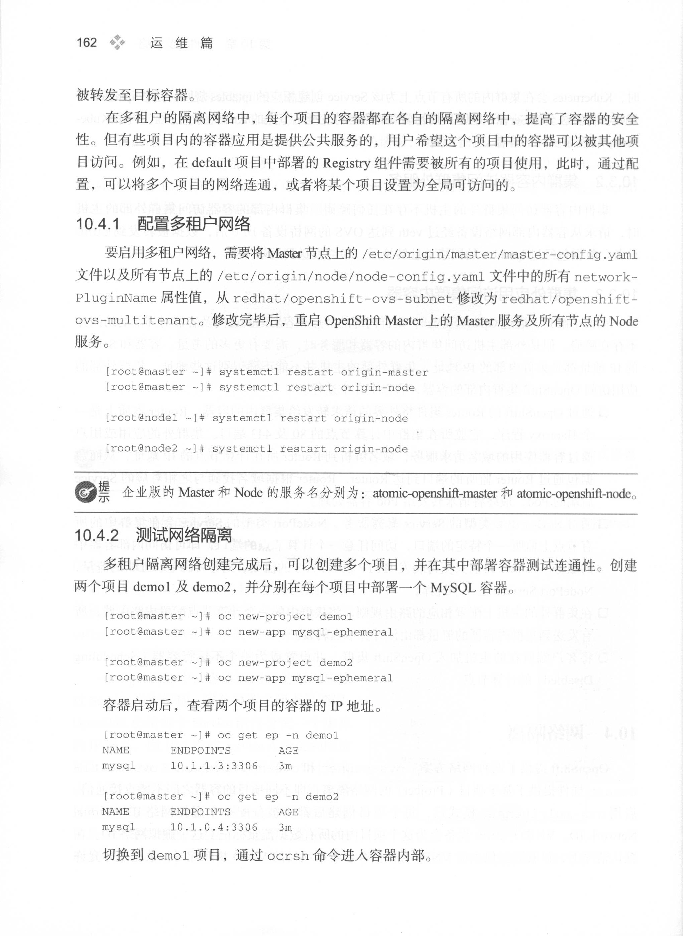 162 运 维 篇
被转发至目标容器。
在多租户的隔离网络中，每个项目的容器都在各自的隔离网络中，提高了容器的安全
性。但有些项目内的容器应用是提供公共服务的，用户希望这个项目中的容器可以被其他项
目访问。例如，在 default 项目中部署的 Registry 组件需要被所有的项目使用，此时，通过配
置，可以将多个项目的网络连通，或者将某个项目设置为全局可访问的。
10.4.1 配置多租户网络
要启用多租户网络，需要将 Master 节点上的 /etc/origin/master/master-config.yaml
文件以及所有节点上的 /etc/origin/node/node-config.yaml 文件中的所有 network-
PluginName 属性值，从 redhat/openshift-ovs-subnet 修改为 redhat/openshift-
ovs-multitenant。修改完毕后，重启 OpenShift Master 上的 Master 服务及所有节点的 Node
服务。
[root@master ~]# systemctl restart origin-master
[root@master ~]# systemctl restart origin-node
[root@node1 ~]# systemctl restart origin-node
[root@node2 ~]# systemctl restart origin-node
提示 企业版的 Master 和 Node 的服务名分别为：atomic-openshift-master 和 atomic-openshift-node。
10.4.2 测试网络隔离
多租户隔离网络创建完成后，可以创建多个项目，并在其中部署容器测试连通性。创建
两个项目 demo1 及 demo2，并分别在每个项目中部署一个 MySQL 容器。
[root@master ~]# oc new-project demo1
[root@master ~]# oc new-app mysql-ephemeral
[root@master ~]# oc new-project demo2
[root@master ~]# oc new-app mysql-ephemeral
容器启动后，查看两个项目的容器的 IP 地址。
[root@master ~]# oc get ep -n demo1
NAME ENDPOINTS AGE
mysql 10.1.1.3:3306 3m
[root@master ~]# oc get ep -n demo2
NAME ENDPOINTS AGE
mysql 10.1.0.4:3306 3m
切换到 demo1 项目，通过 ocrsh 命令进入容器内部。